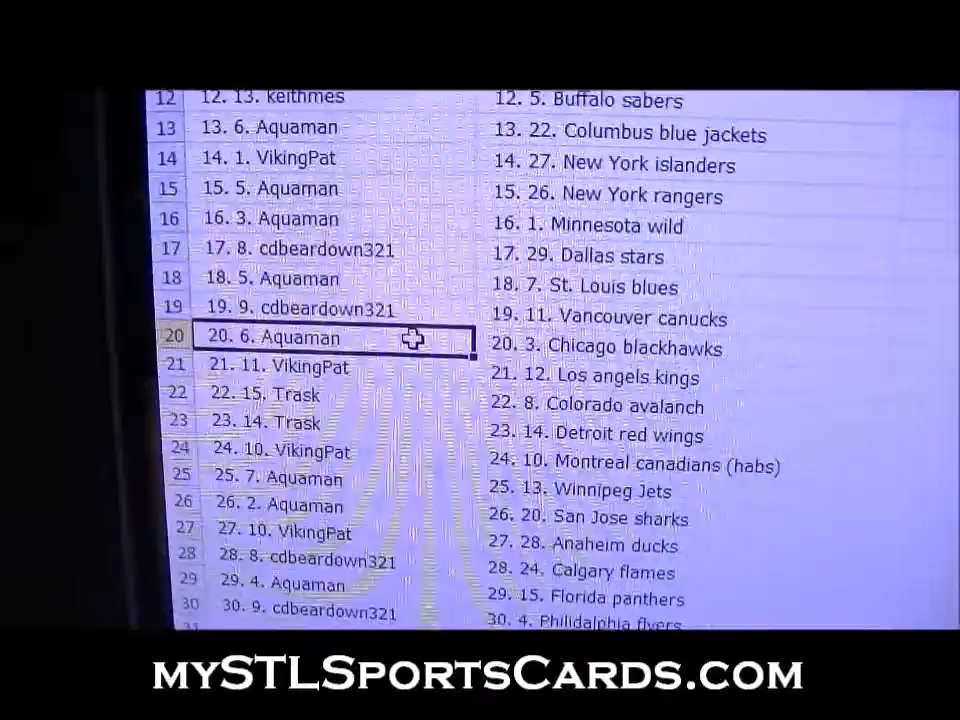 12 12. 13. keithmes 12. 5. Buffalo sabers
13 13. 6. Aquaman 13. 22. Columbus blue jackets
14 14. 1. VikingPat 14. 27. New York islanders
15 15. 5. Aquaman 15. 26. New York rangers
16 16. 3. Aquaman 16. 1. Minnesota wild
17 17. 8. cdbeardown321 17. 29. Dallas stars
18 18. 5. Aquaman 18. 7. St. Louis blues
19 19. 9. cdbeardown321 19. 11. Vancouver canucks
20 20. 6. Aquaman 20. 3. Chicago blackhawks
21 21. 11. VikingPat 21. 12. Los angels kings
22 22. 15. Trask 22. 8. Colorado avalanch
23 23. 14. Trask 23. 14. Detroit red wings
24 24. 10. VikingPat 24. 10. Montreal canadians (habs)
25 25. 7. Aquaman 25. 13. Winnipeg Jets
26 26. 2. Aquaman 26. 20. San Jose sharks
27 27. 10. VikingPat 27. 28. Anaheim ducks
28 28. 8. cdbeardown321 28. 24. Calgary flames
29 29. 4. Aquaman 29. 15. Florida panthers
30 30. 9. cdbeardown321 30. 4. Philidalphia flyers
31
mySTLSportsCards.com